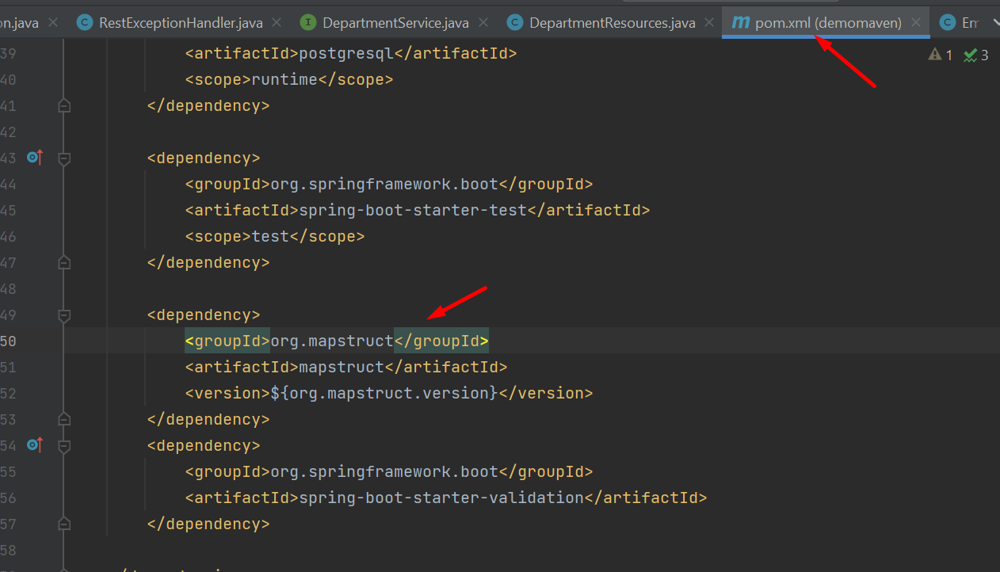 on.java RestExceptionHandler.java DepartmentService.java DepartmentResources.java pom.xml (demomaven) Em
39 <artifactId>postgresql</artifactId> 1 3
40 <scope>runtime</scope>
41 </dependency>
42
43 <dependency>
44 <groupId>org.springframework.boot</groupId>
45 <artifactId>spring-boot-starter-test</artifactId>
46 <scope>test</scope>
47 </dependency>
48
49 <dependency>
50 <groupId>org.mapstruct</groupId>
51 <artifactId>mapstruct</artifactId>
52 <version>${org.mapstruct.version}</version>
53 </dependency>
54 <dependency>
55 <groupId>org.springframework.boot</groupId>
56 <artifactId>spring-boot-starter-validation</artifactId>
57 </dependency>
58